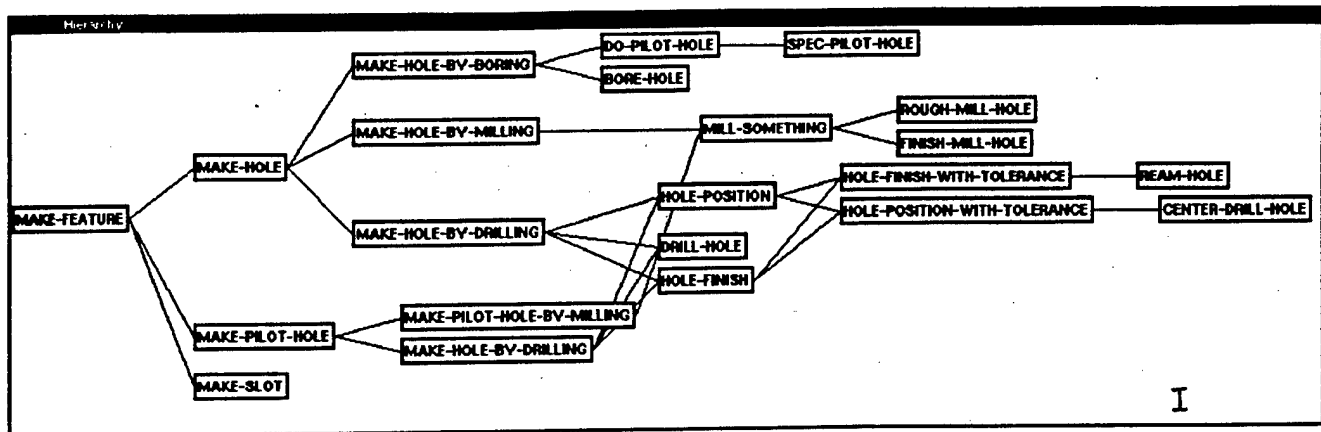 Hierarchy
DO-PILOT-HOLE
SPEC-PILOT-HOLE
MAKE-HOLE-BY-BORING
BORE-HOLE
ROUGH-MILL-HOLE
MAKE-HOLE-BY-MILLING
MILL-SOMETHING
FINISH-MILL-HOLE
MAKE-HOLE
HOLE-FINISH-WITH-TOLERANCE
REAM-HOLE
HOLE-POSITION
HOLE-POSITION-WITH-TOLERANCE
CENTER-DRILL-HOLE
MAKE-FEATURE
MAKE-HOLE-BY-DRILLING
DRILL-HOLE
HOLE-FINISH
MAKE-PILOT-HOLE-BY-MILLING
MAKE-PILOT-HOLE
MAKE-HOLE-BY-DRILLING
MAKE-SLOT
I